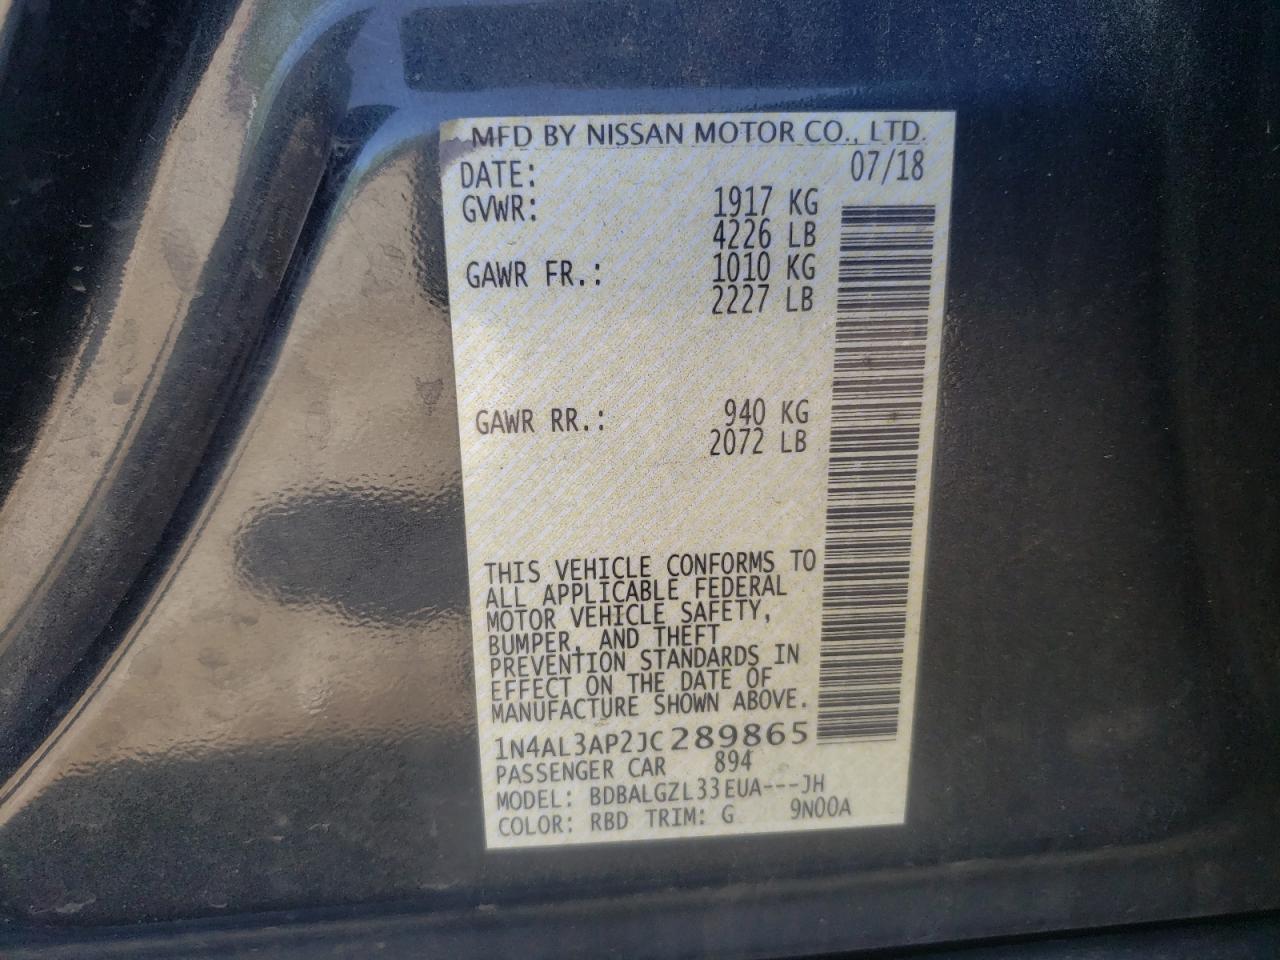 MFD BY NISSAN MOTOR CO., LTD.
DATE: 07/18
GVWR: 1917 KG
4226 LB
GAWR FR.: 1010 KG
2227 LB
GAWR RR.: 940 KG
2072 LB
THIS VEHICLE CONFORMS TO
ALL APPLICABLE FEDERAL
MOTOR VEHICLE SAFETY,
BUMPER, AND THEFT
PREVENTION STANDARDS IN
EFFECT ON THE DATE OF
MANUFACTURE SHOWN ABOVE.
1N4AL3AP2JC289865
PASSENGER CAR 894
MODEL: BDBALGZL33EUA---JH
COLOR: RBD TRIM: G 9N00A